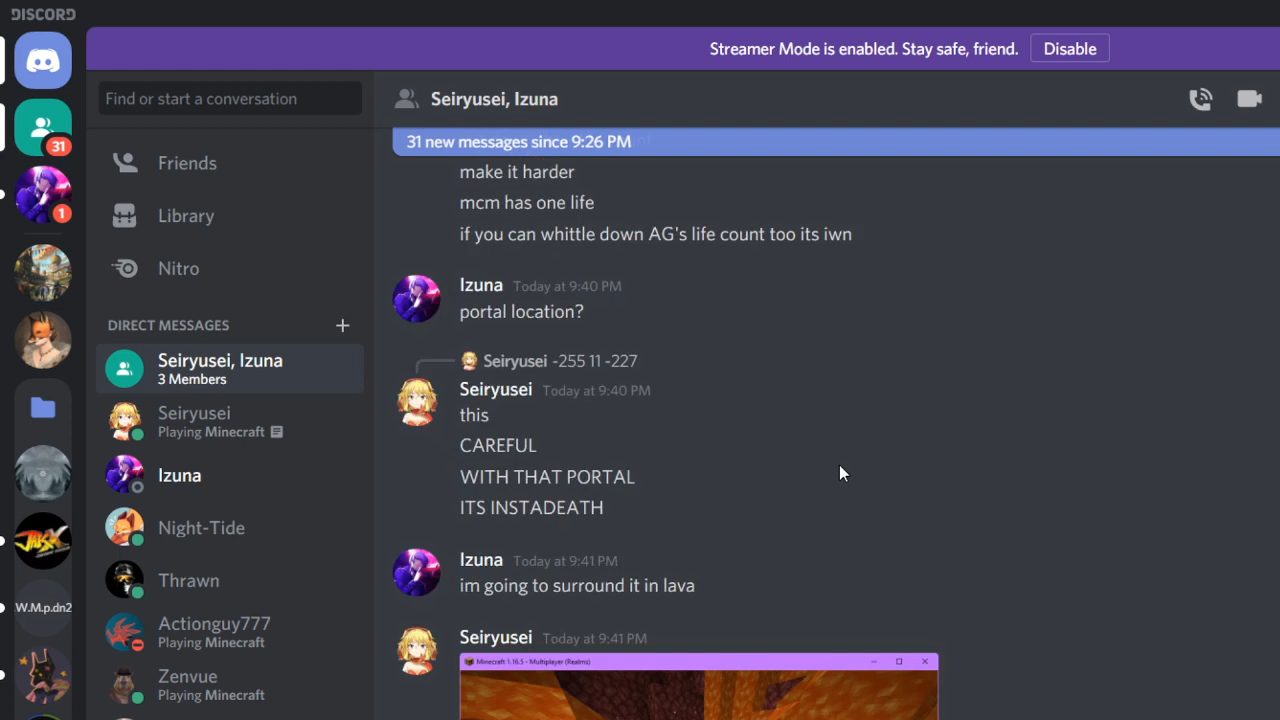 DISCORD
Streamer Mode is enabled. Stay safe, friend.
Disable
Find or start a conversation
Seiryusei, Izuna
31 new messages since 9:26 PM
31
1
Friends
Library
Nitro
DIRECT MESSAGES
Seiryusei, Izuna
3 Members
Seiryusei
Playing Minecraft
Izuna
Night-Tide
Thrawn
Actionguy777
Playing Minecraft
Zenvue
Playing Minecraft
JAKX
W.M.p.dn2
make it harder
mcm has one life
if you can whittle down AG's life count too its iwn
Izuna Today at 9:40 PM
portal location?
Seiryusei -255 11 -227
Seiryusei Today at 9:40 PM
this
CAREFUL
WITH THAT PORTAL
ITS INSTADEATH
Izuna Today at 9:41 PM
im going to surround it in lava
Seiryusei Today at 9:41 PM
Minecraft 1.16.5 - Multiplayer (Realms)